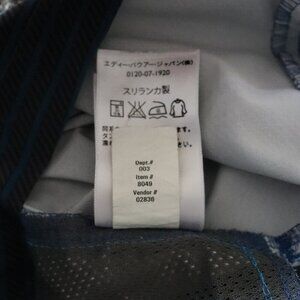 エディー・バウアー・ジャパン(株)
0120-07-1920
スリランカ製
Dept.#
003
Item #
8049
Vendor #
02836